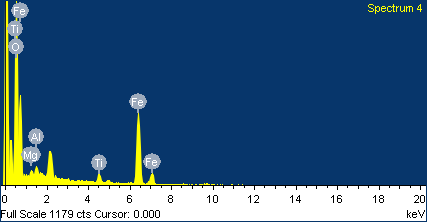 Fe
Spectrum 4
Ti
O
Fe
Al
Mg
Ti
Fe
0 2 4 6 8 10 12 14 16 18 20
Full Scale 1179 cts Cursor: 0.000 keV